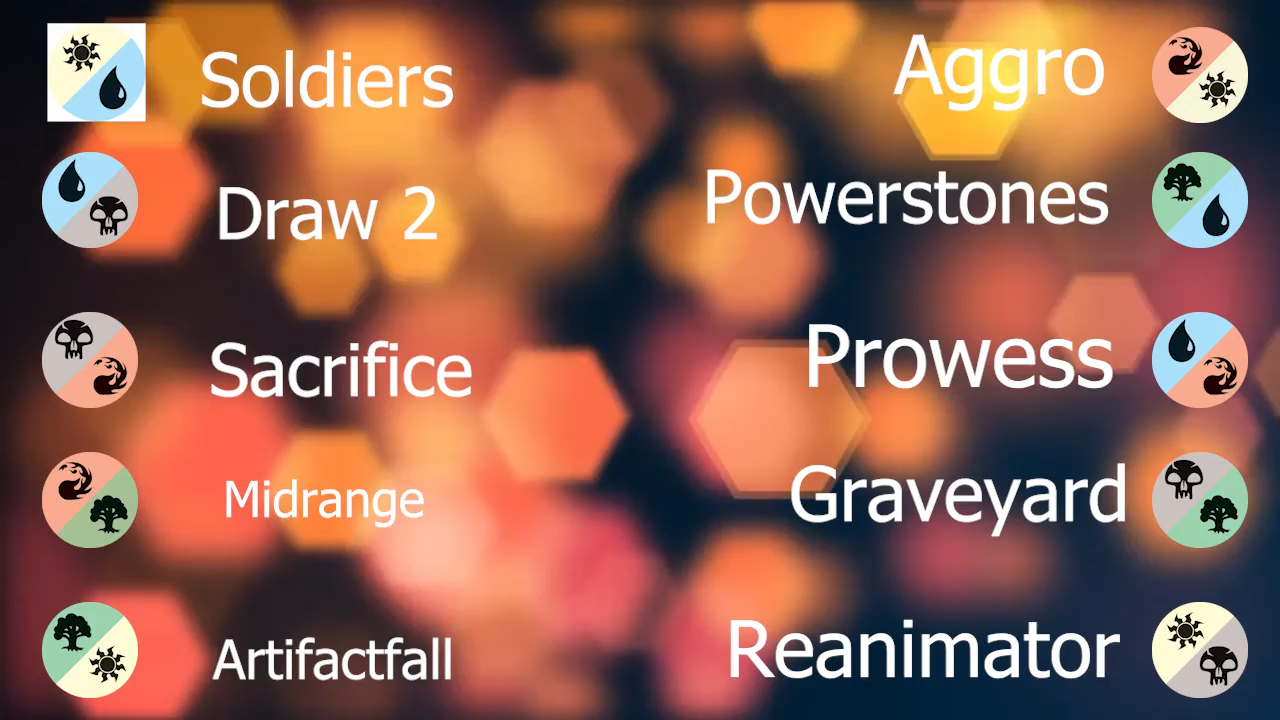 Soldiers
Aggro
Draw 2
Powerstones
Sacrifice
Prowess
Midrange
Graveyard
Artifactfall
Reanimator